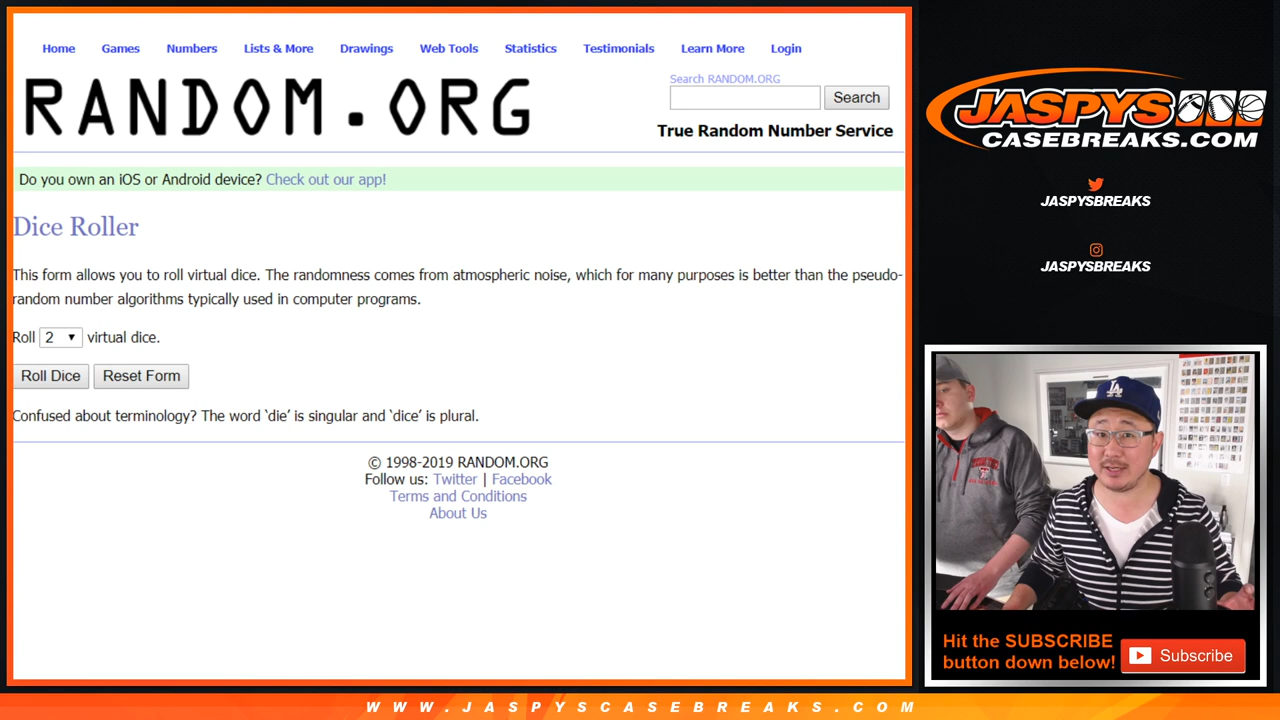 Home Games Numbers Lists & More Drawings Web Tools Statistics Testimonials Learn More Login
RANDOM.ORG
Search RANDOM.ORG
Search
True Random Number Service
Do you own an iOS or Android device? Check out our app!
Dice Roller
This form allows you to roll virtual dice. The randomness comes from atmospheric noise, which for many purposes is better than the pseudo-
random number algorithms typically used in computer programs.
Roll 2 virtual dice.
Roll Dice Reset Form
Confused about terminology? The word ‘die’ is singular and ‘dice’ is plural.
© 1998-2019 RANDOM.ORG
Follow us: Twitter | Facebook
Terms and Conditions
About Us
JASPYS
CASEBREAKS.COM
JASPYSBREAKS
JASPYSBREAKS
LA
Hit the SUBSCRIBE
button down below!
Subscribe
WWW.JASPYSCASEBREAKS.COM